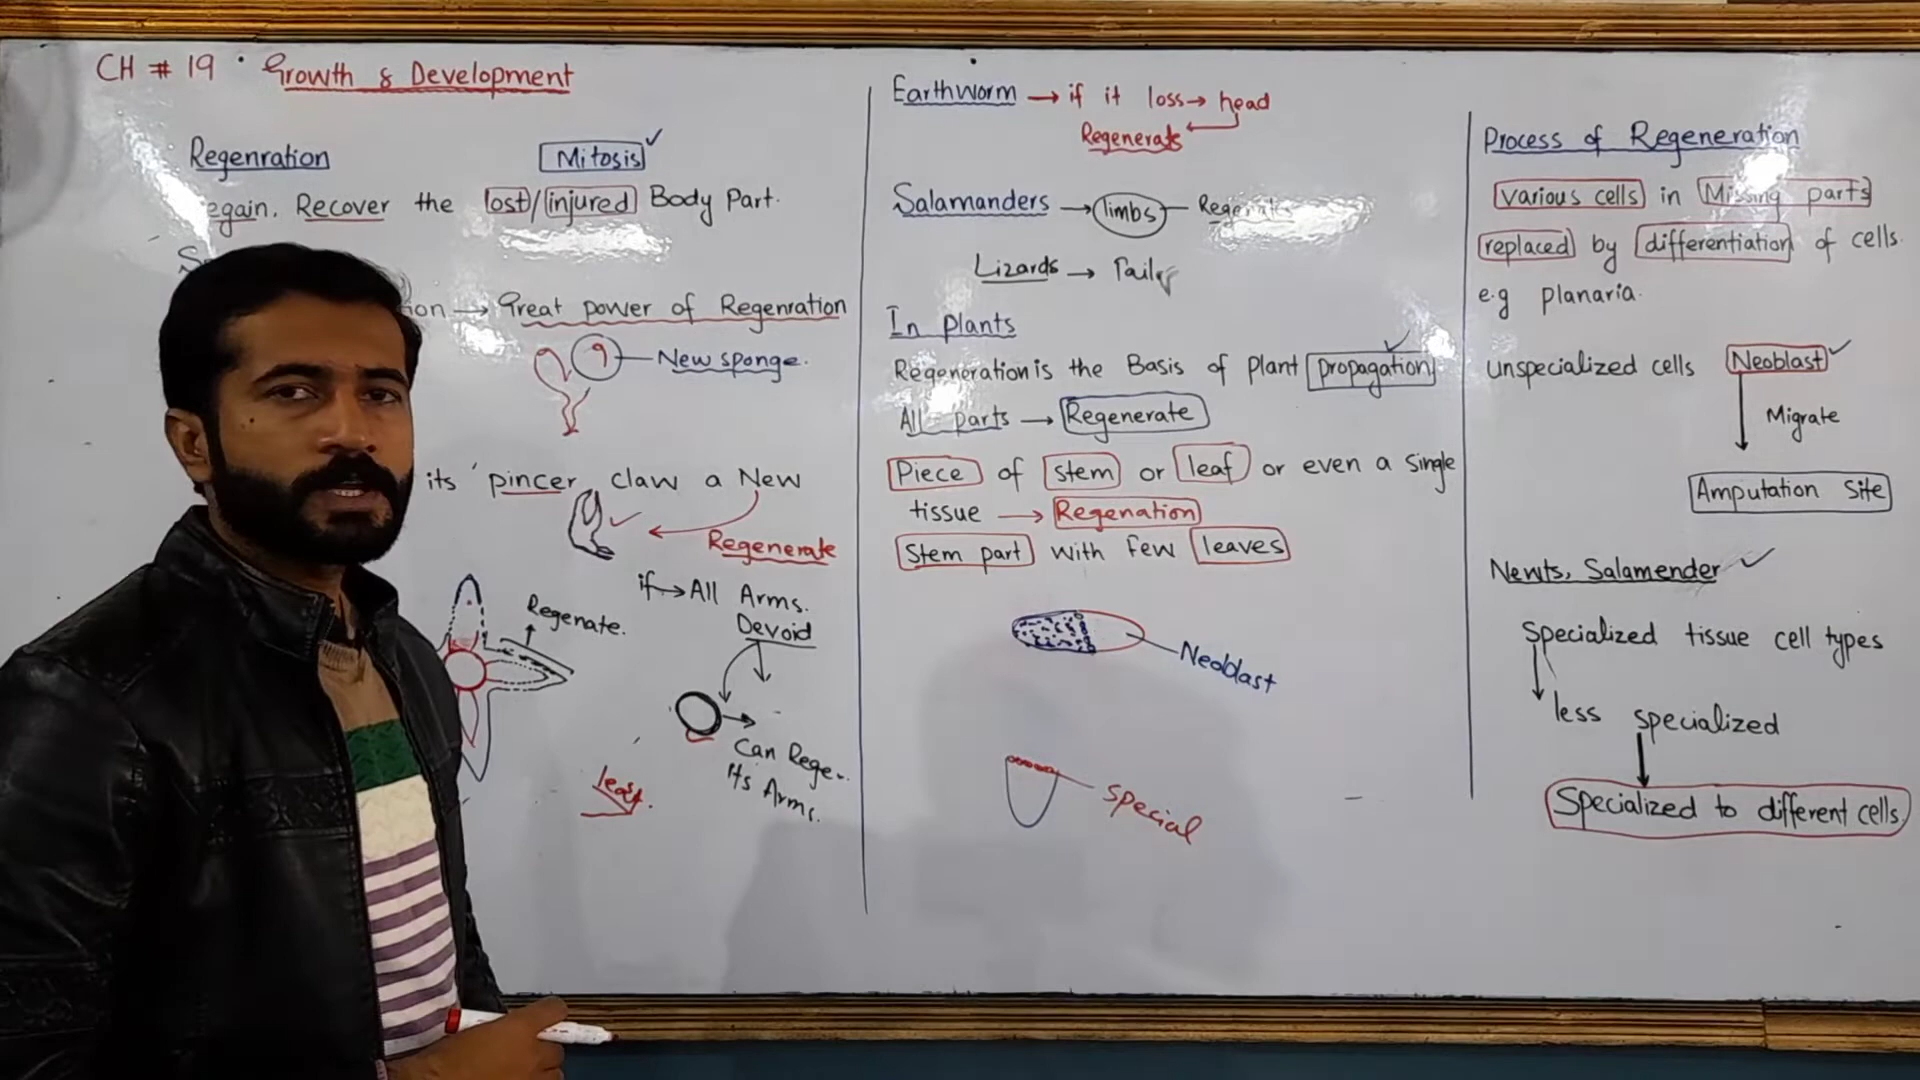 CH # 19 Growth & Development
Regenration
Mitosis
egain. Recover the lost/injured Body Part.
ion → Great power of Regenration
New sponge.
its pincer claw a New
Regenerate
Regenate.
if → All Arms.
Devoid
Can Rege-
its Arms.
Earthworm → if it loss → head
Regenerate
Salamanders → limbs
Lizards → Tail
In plants
Regeneration is the Basis of plant propagation
All parts → Regenerate
Piece of stem or leaf or even a single
tissue → Regenation
Stem part with few leaves
Neoblast
Special
Process of Regeneration
various cells in Missing parts
replaced by differentiation of cells.
e.g planaria.
unspecialized cells Neoblast
Migrate
Amputation Site
Newts, Salamender
Specialized tissue cell types
less specialized
Specialized to different cells.